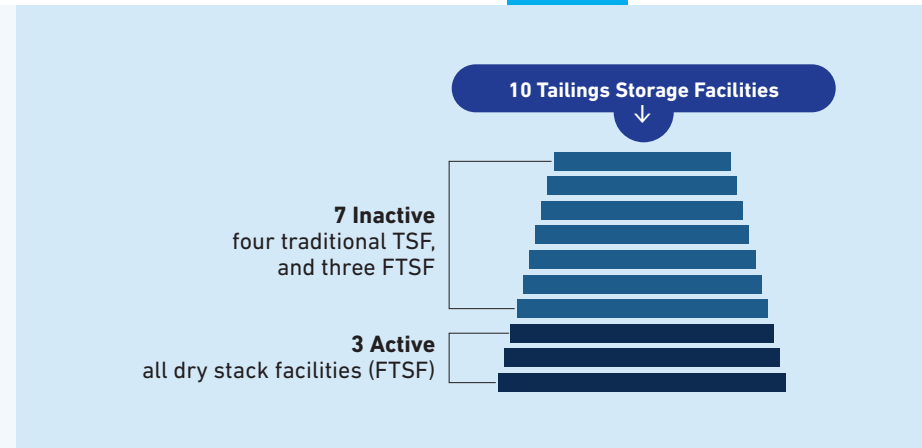 10 Tailings Storage Facilities
↓
7 Inactive
four traditional TSF,
and three FTSF
3 Active
all dry stack facilities (FTSF)